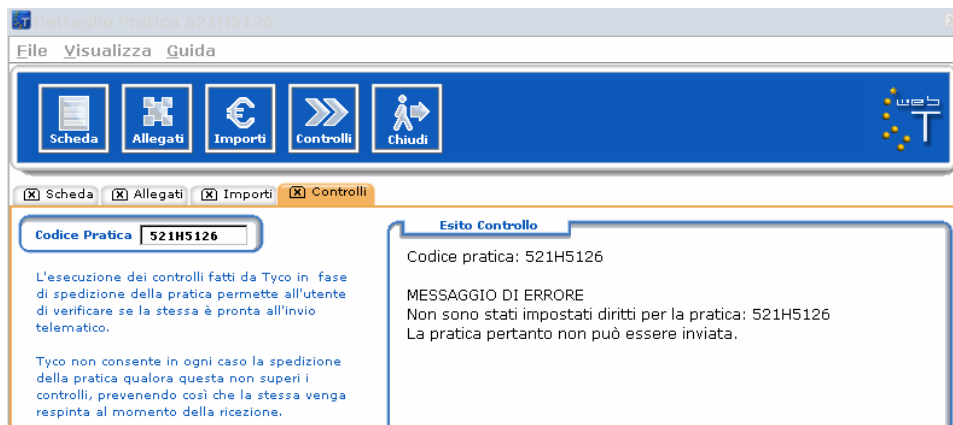 Dettaglio Pratica 521H5126
File Visualizza Guida
Scheda Allegati Importi Controlli Chiudi
web
T
Scheda Allegati Importi Controlli
Codice Pratica 521H5126
L'esecuzione dei controlli fatti da Tyco in fase
di spedizione della pratica permette all'utente
di verificare se la stessa è pronta all'invio
telematico.
Tyco non consente in ogni caso la spedizione
della pratica qualora questa non superi i
controlli, prevenendo così che la stessa venga
respinta al momento della ricezione.
Esito Controllo
Codice pratica: 521H5126
MESSAGGIO DI ERRORE
Non sono stati impostati diritti per la pratica: 521H5126
La pratica pertanto non può essere inviata.